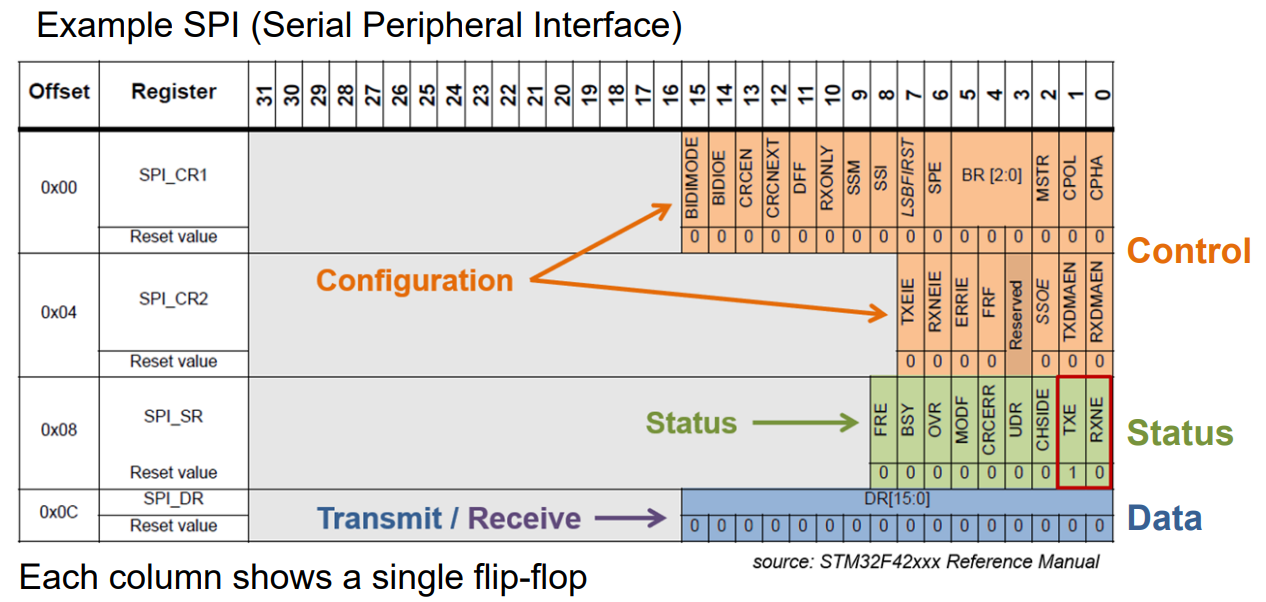 Example SPI (Serial Peripheral Interface)
Offset Register 31 30 29 28 27 26 25 24 23 22 21 20 19 18 17 16 15 14 13 12 11 10 9 8 7 6 5 4 3 2 1 0
0x00 SPI_CR1 BIDIMODE BIDIOE CRCEN CRCNEXT DFF RXONLY SSM SSI LSBFIRST SPE BR [2:0] MSTR CPOL CPHA
Reset value 0 0 0 0 0 0 0 0 0 0 0 0 0 0 0 0
Control
Configuration
0x04 SPI_CR2 TXEIE RXNEIE ERRIE FRF Reserved SSOE TXDMAEN RXDMAEN
Reset value 0 0 0 0 0 0 0
0x08 SPI_SR Status FRE BSY OVR MODF CRCERR UDR CHSIDE TXE RXNE Status
Reset value 0 0 0 0 0 0 0 1 0
0x0C SPI_DR DR[15:0]
Transmit / Receive Data
Reset value 0 0 0 0 0 0 0 0 0 0 0 0 0 0 0 0
source: STM32F42xxx Reference Manual
Each column shows a single flip-flop